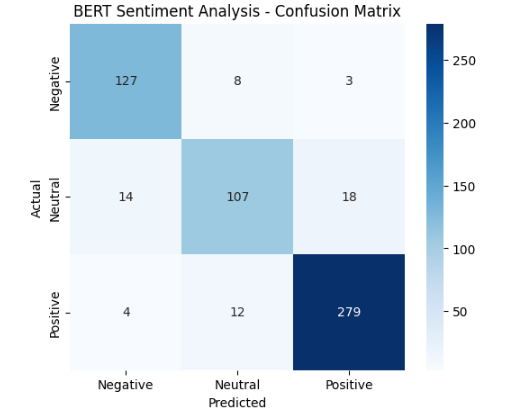 BERT Sentiment Analysis - Confusion Matrix
Negative
127 8 3
Neutral
14 107 18
Positive
4 12 279
Actual
Negative Neutral Positive
Predicted
250
200
150
100
50